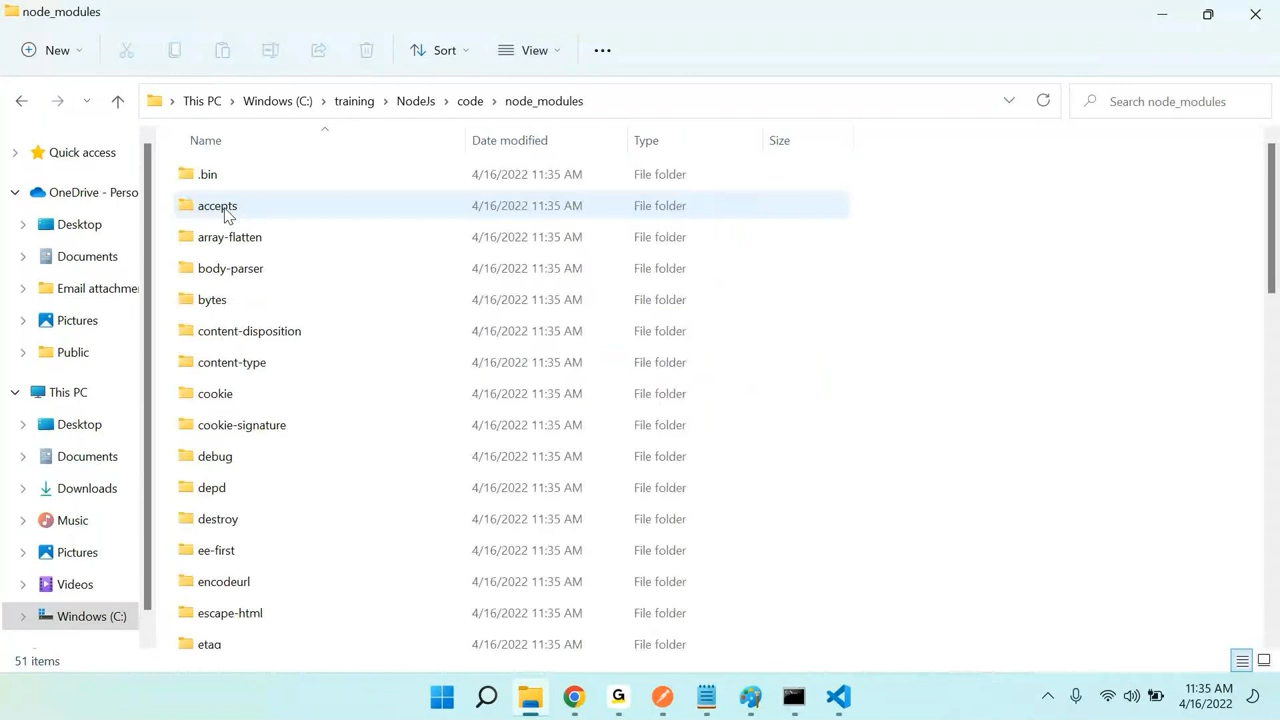 node_modules
New
Sort
View
This PC
Windows (C:)
training
NodeJs
code
node_modules
Search node_modules
Quick access
OneDrive - Perso
Desktop
Documents
Email attachme
Pictures
Public
This PC
Desktop
Documents
Downloads
Music
Pictures
Videos
Windows (C:)
Name Date modified Type Size
.bin 4/16/2022 11:35 AM File folder
accepts 4/16/2022 11:35 AM File folder
array-flatten 4/16/2022 11:35 AM File folder
body-parser 4/16/2022 11:35 AM File folder
bytes 4/16/2022 11:35 AM File folder
content-disposition 4/16/2022 11:35 AM File folder
content-type 4/16/2022 11:35 AM File folder
cookie 4/16/2022 11:35 AM File folder
cookie-signature 4/16/2022 11:35 AM File folder
debug 4/16/2022 11:35 AM File folder
depd 4/16/2022 11:35 AM File folder
destroy 4/16/2022 11:35 AM File folder
ee-first 4/16/2022 11:35 AM File folder
encodeurl 4/16/2022 11:35 AM File folder
escape-html 4/16/2022 11:35 AM File folder
etag 4/16/2022 11:35 AM File folder
51 items
G
11:35 AM
4/16/2022